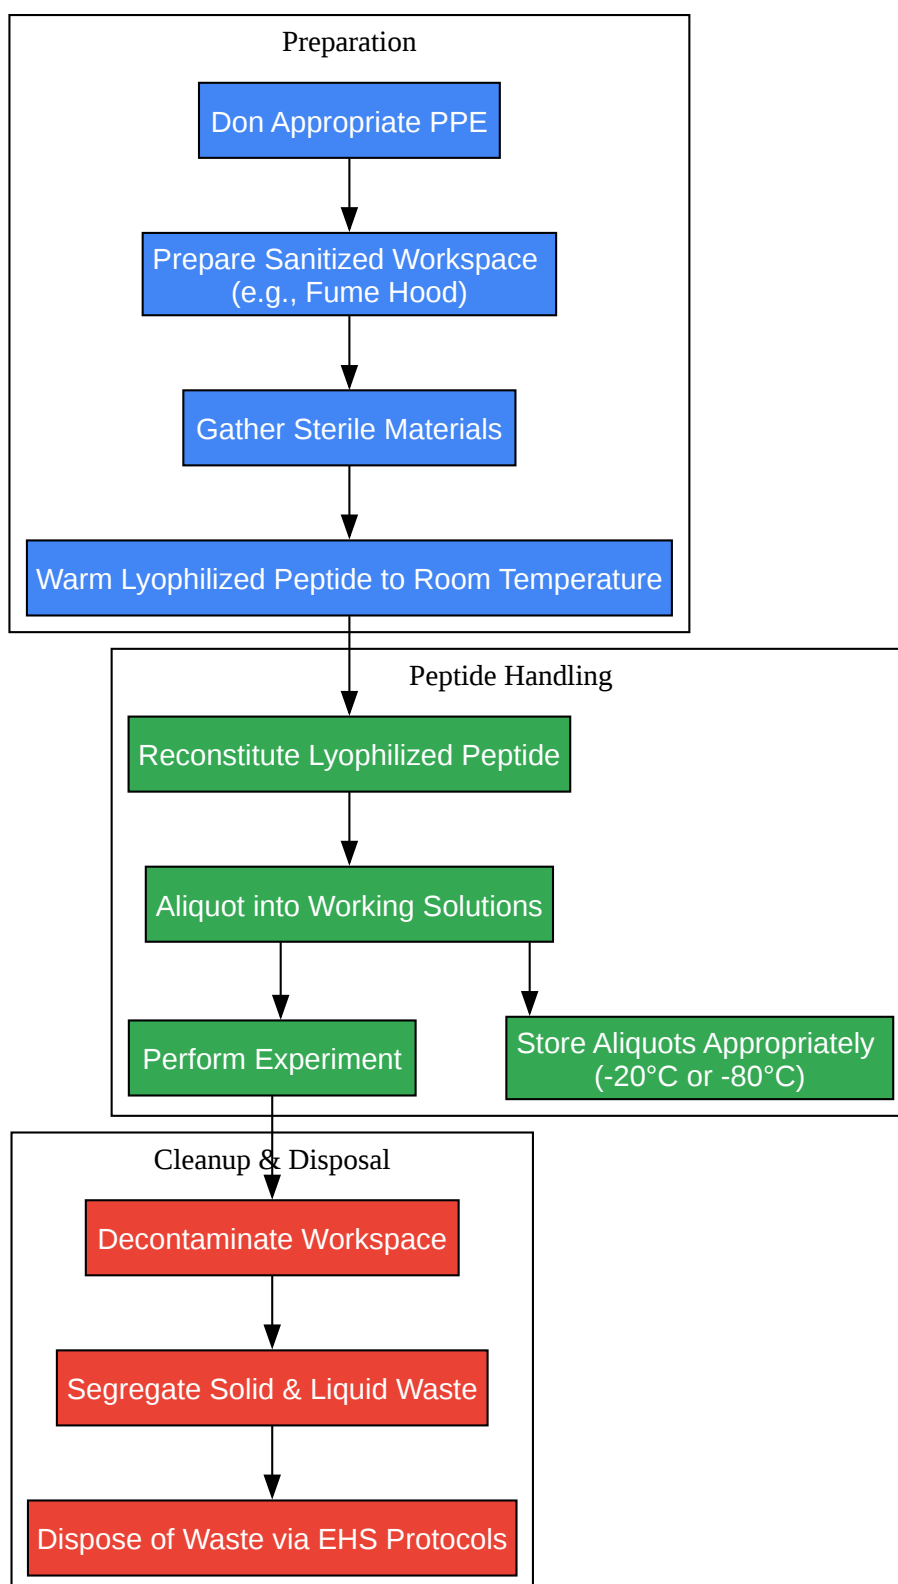 Preparation
Don Appropriate PPE
Prepare Sanitized Workspace
(e.g., Fume Hood)
Gather Sterile Materials
Warm Lyophilized Peptide to Room Temperature
Peptide Handling
Reconstitute Lyophilized Peptide
Aliquot into Working Solutions
Perform Experiment
Store Aliquots Appropriately
(-20°C or -80°C)
Cleanup & Disposal
Decontaminate Workspace
Segregate Solid & Liquid Waste
Dispose of Waste via EHS Protocols